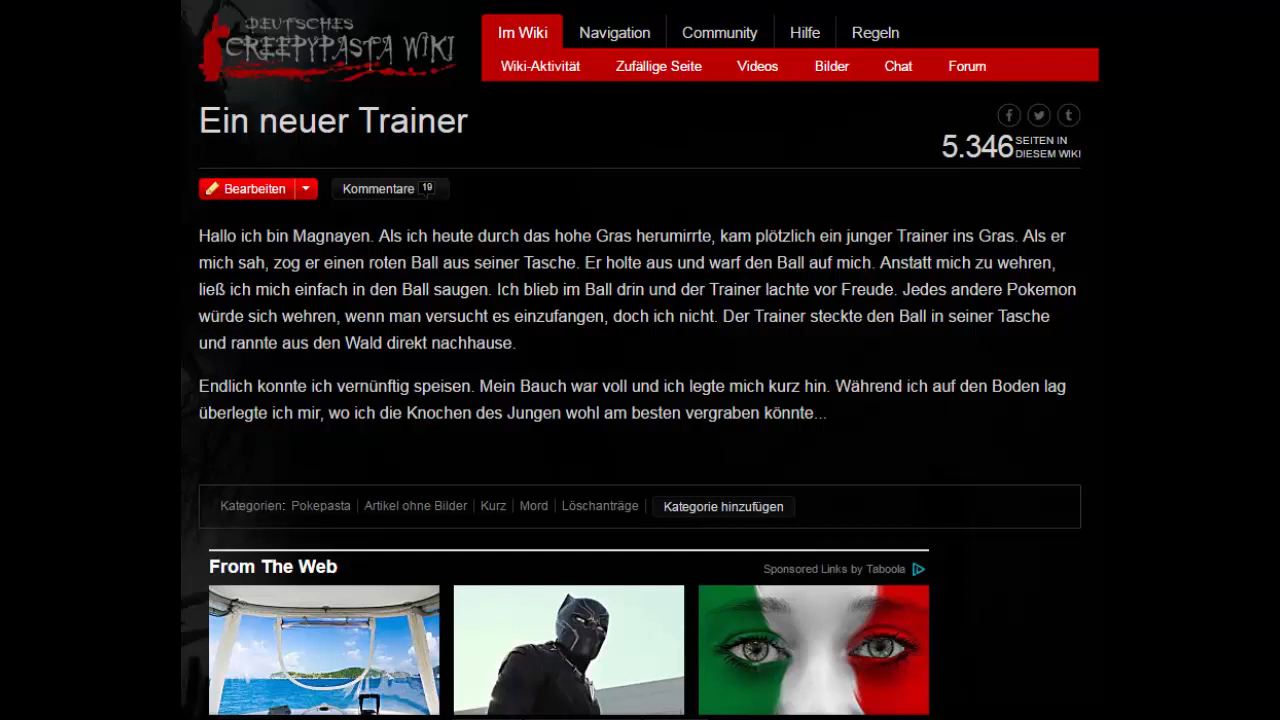 DEUTSCHES
CREEPYPASTA WIKI
Im Wiki Navigation Community Hilfe Regeln
Wiki-Aktivität Zufällige Seite Videos Bilder Chat Forum
Ein neuer Trainer
5.346 SEITEN IN
DIESEM WIKI
Bearbeiten Kommentare 19
Hallo ich bin Magnayen. Als ich heute durch das hohe Gras herumirrte, kam plötzlich ein junger Trainer ins Gras. Als er
mich sah, zog er einen roten Ball aus seiner Tasche. Er holte aus und warf den Ball auf mich. Anstatt mich zu wehren,
ließ ich mich einfach in den Ball saugen. Ich blieb im Ball drin und der Trainer lachte vor Freude. Jedes andere Pokemon
würde sich wehren, wenn man versucht es einzufangen, doch ich nicht. Der Trainer steckte den Ball in seiner Tasche
und rannte aus den Wald direkt nachhause.
Endlich konnte ich vernünftig speisen. Mein Bauch war voll und ich legte mich kurz hin. Während ich auf den Boden lag
überlegte ich mir, wo ich die Knochen des Jungen wohl am besten vergraben könnte...
Kategorien: Pokepasta Artikel ohne Bilder Kurz Mord Löschanträge Kategorie hinzufügen
From The Web
Sponsored Links by Taboola